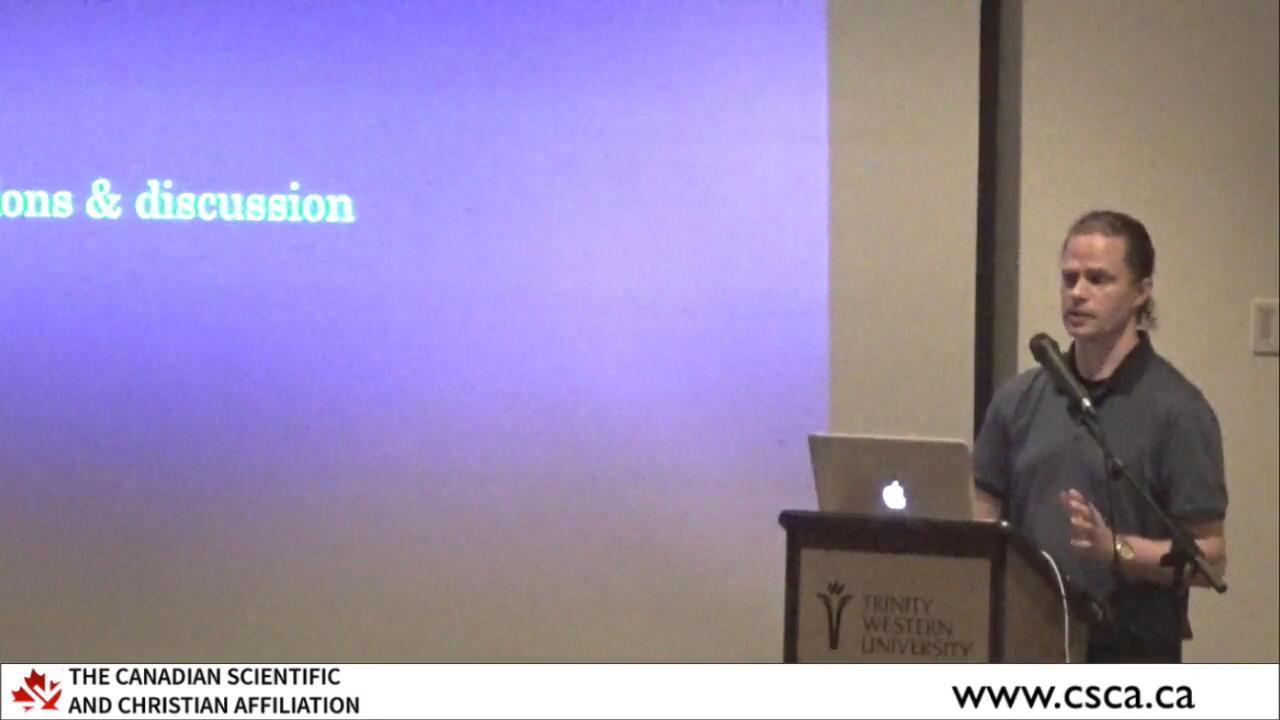 ons & discussion
TRINITY
WESTERN
UNIVERSITY
THE CANADIAN SCIENTIFIC
AND CHRISTIAN AFFILIATION
www.csca.ca